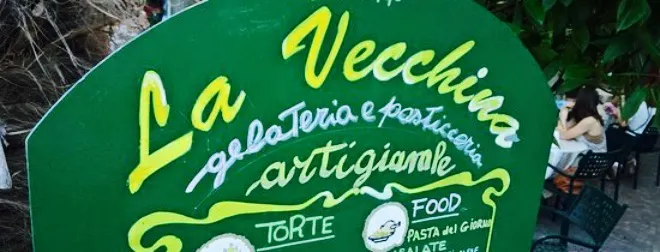 La Vecchina
gelateria e pasticceria
artigianale
TORTE
FOOD
PASTA del GIORNO